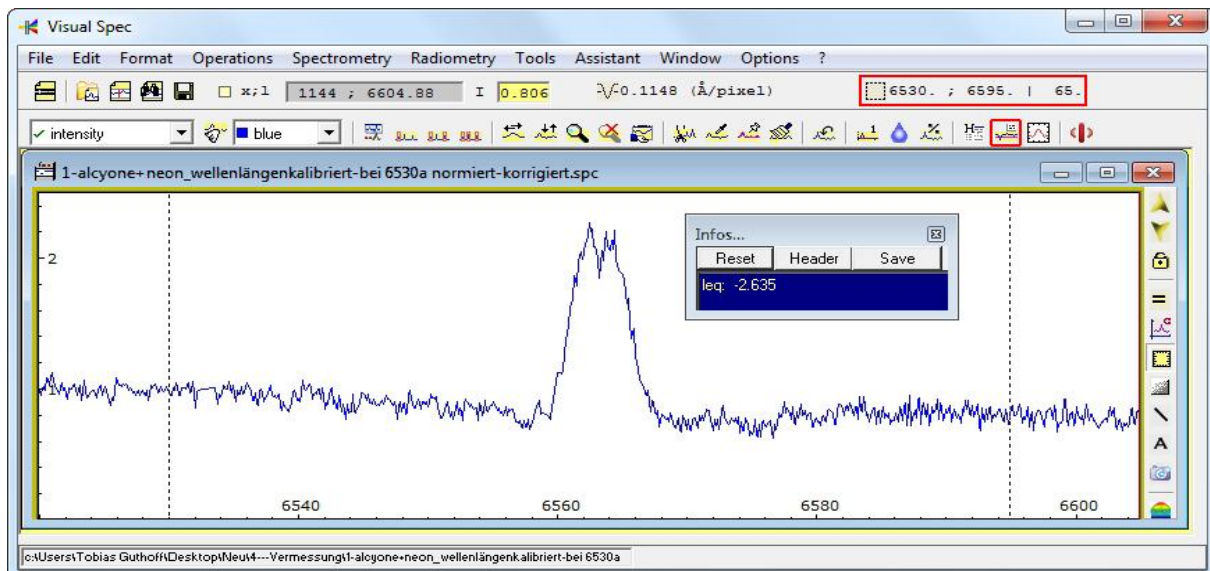 Visual Spec
File Edit Format Operations Spectrometry Radiometry Tools Assistant Window Options ?
x;l 1144 ; 6604.88 I 0.806 0.1148 (Å/pixel) 6530. ; 6595. | 65.
intensity blue
1-alcyone+neon_wellenlängenkalibriert-bei 6530a normiert-korrigiert.spc
Infos...
Reset Header Save
leq: -2.635
2
1
6540 6560 6580 6600
A
c:\Users\Tobias Guthoff\Desktop\Neu\4---Vermessung\1-alcyone+neon_wellenlängenkalibriert-bei 6530a